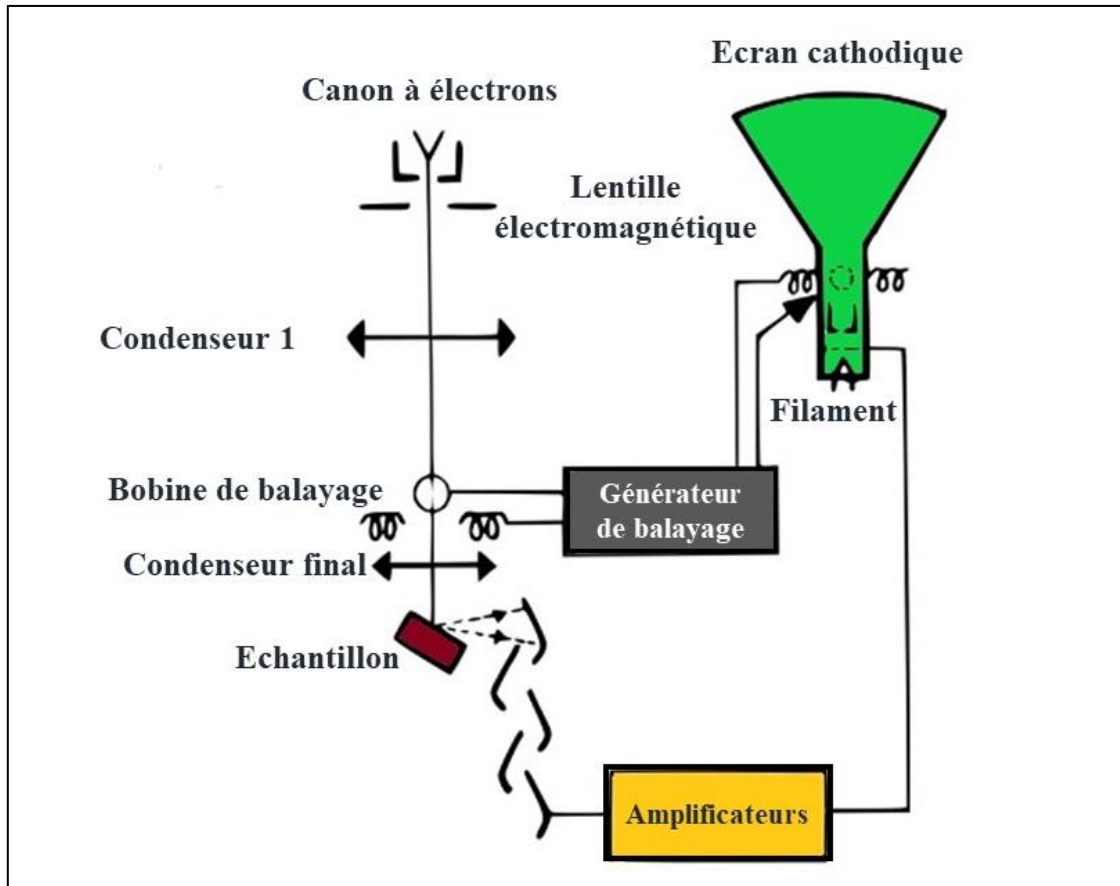 Ecran cathodique
Canon à électrons
Lentille
électromagnétique
Condenseur 1
Filament
Bobine de balayage
Générateur
de balayage
Condenseur final
Echantillon
Amplificateurs